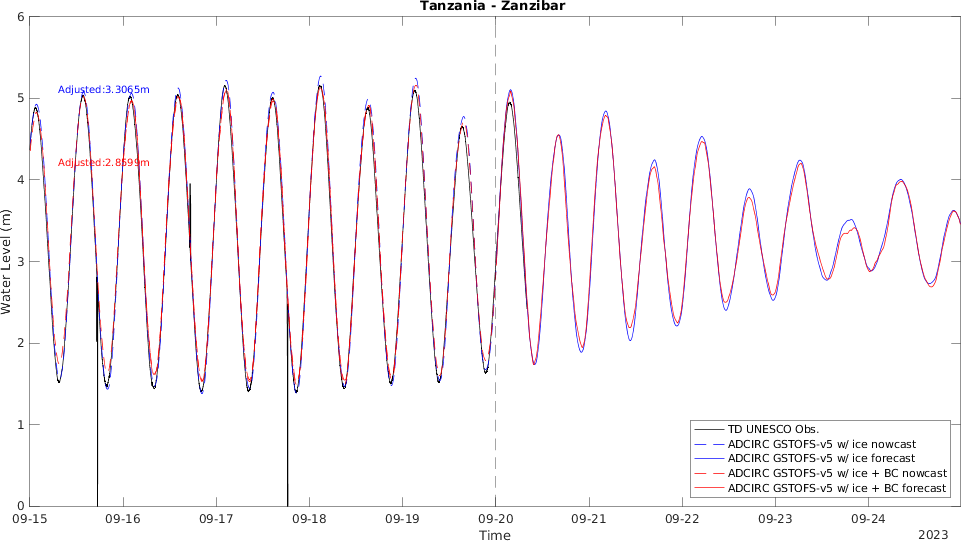 Tanzania - Zanzibar
6
5
4
3
2
1
0
Water Level (m)
Adjusted:3.3065m
Adjusted:2.8599m
TD UNESCO Obs.
ADCIRC GSTOFS-v5 w/ ice nowcast
ADCIRC GSTOFS-v5 w/ ice forecast
ADCIRC GSTOFS-v5 w/ ice + BC nowcast
ADCIRC GSTOFS-v5 w/ ice + BC forecast
09-15 09-16 09-17 09-18 09-19 09-20 09-21 09-22 09-23 09-24
Time
2023